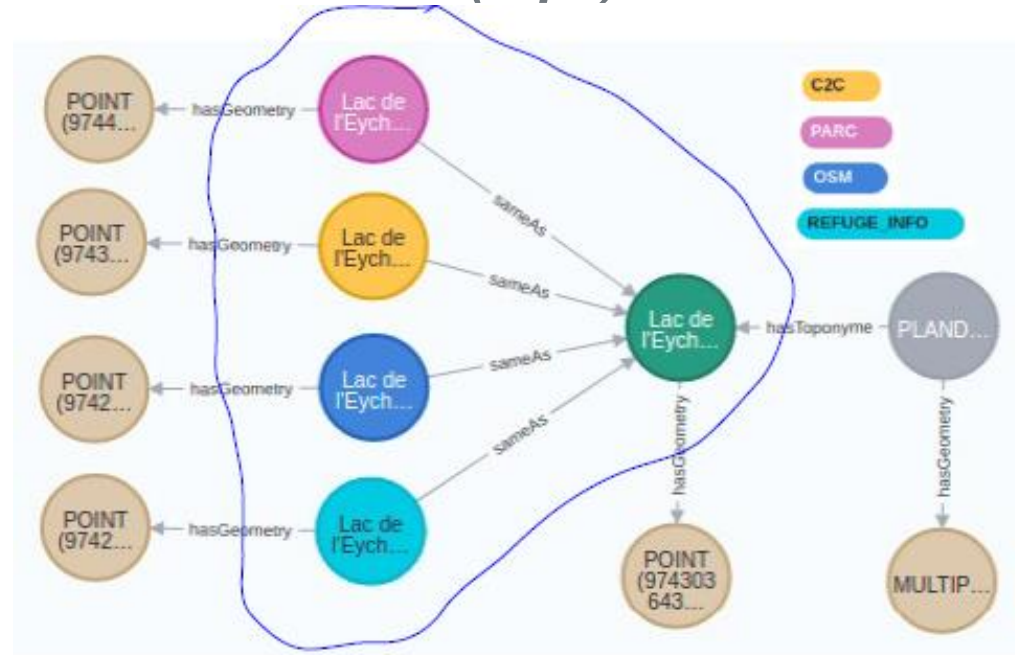 POINT
(9744...
hasGeometry
Lac de
l'Eych...
C2C
PARC
OSM
REFUGE_INFO
sameAs
POINT
(9743...
hasGeometry
Lac de
l'Eych...
sameAs
Lac de
l'Eych...
hasToponyme
PLAND...
POINT
(9742...
hasGeometry
Lac de
l'Eych...
sameAs
hasGeometry
hasGeometry
POINT
(9742...
hasGeometry
Lac de
l'Eych...
sameAs
POINT
(974303
643...
MULTIP...